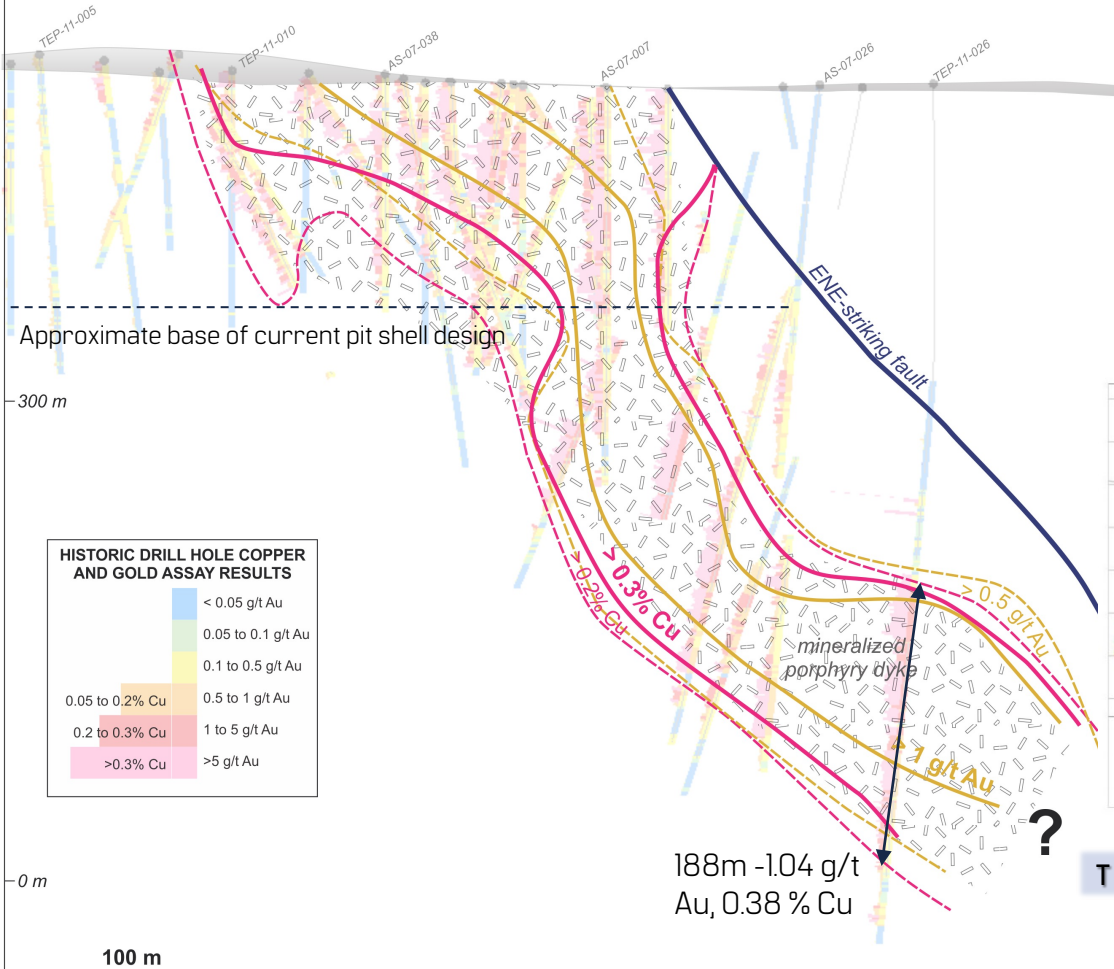 TEP-11-005
TEP-11-010
AS-07-038
AS-07-007
AS-07-026
TEP-11-026
ENE-striking fault
Approximate base of current pit shell design
300 m
HISTORIC DRILL HOLE COPPER
AND GOLD ASSAY RESULTS
< 0.05 g/t Au
0.05 to 0.1 g/t Au
0.1 to 0.5 g/t Au
0.05 to 0.2% Cu
0.5 to 1 g/t Au
0.2 to 0.3% Cu
1 to 5 g/t Au
>0.3% Cu
>5 g/t Au
> 0.3% Cu
> 0.2% Cu
> 0.5 g/t Au
mineralized
porphyry dyke
> 1 g/t Au
?
188m -1.04 g/t
Au, 0.38 % Cu
T
0 m
100 m